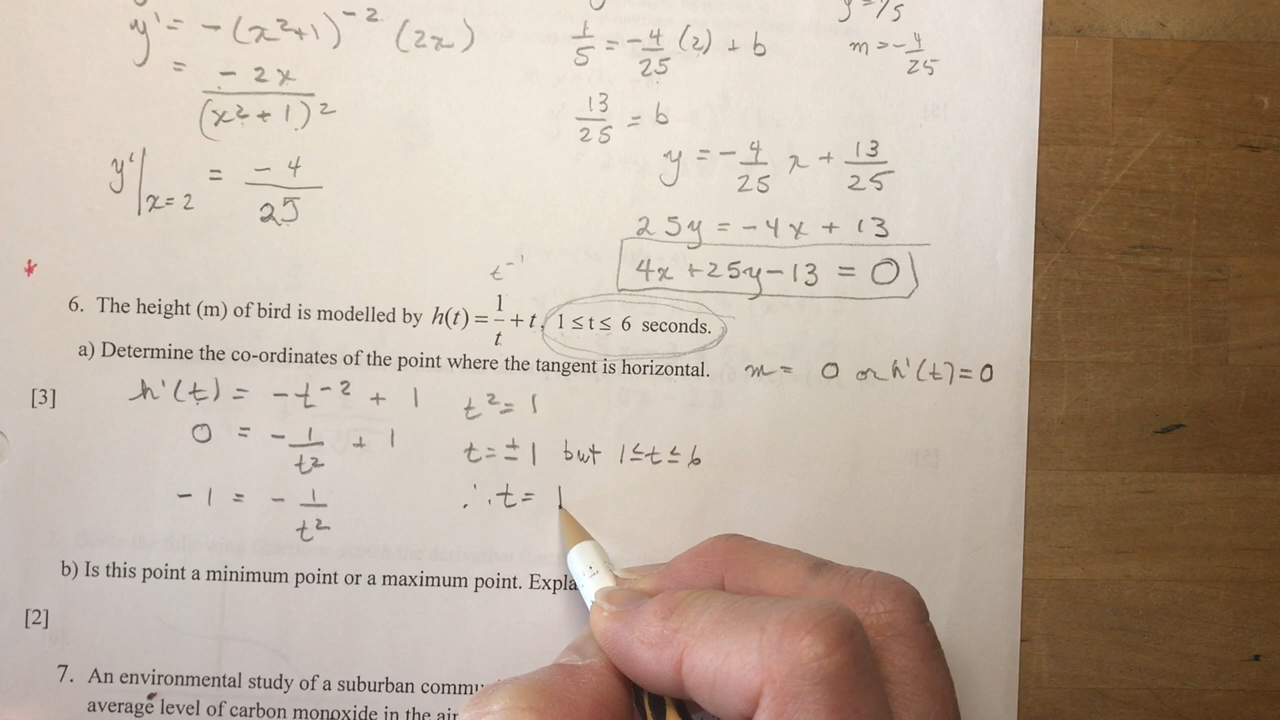 y' = -(x²+1)⁻² (2x)
= -2x / (x²+1)²
y'|x=2 = -4/25
1/5 = -4/25 (2) + b
13/25 = b
m = -4/25
y = -4/25 x + 13/25
25y = -4x + 13
4x + 25y - 13 = 0
*
t⁻¹
6. The height (m) of bird is modelled by h(t) = 1/t + t, 1 ≤ t ≤ 6 seconds.
a) Determine the co-ordinates of the point where the tangent is horizontal. m = 0 or h'(t) = 0
[3]
h'(t) = -t⁻² + 1
0 = -1/t² + 1
-1 = -1/t²
t² = 1
t = ± 1 but 1 ≤ t ≤ 6
∴ t = 1
b) Is this point a minimum point or a maximum point.
[2]
7. An environmental study of a suburban
average level of carbon monoxide in the air